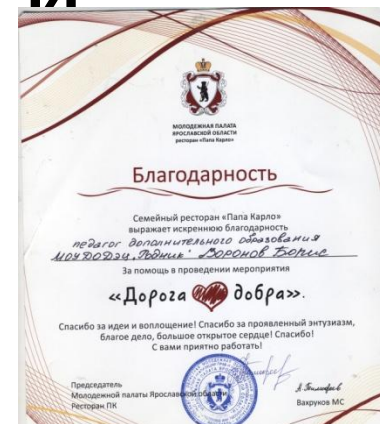 МОЛОДЕЖНАЯ ПАЛАТА
ЯРОСЛАВСКОЙ ОБЛАСТИ
ресторан «Папа Карло»
Благодарность
Семейный ресторан «Папа Карло»
выражает искреннюю благодарность
педагог дополнительного образования
МОУДОДэц "Родник" Воронов Борис
За помощь в проведении мероприятия
«Дорога добра».
Спасибо за идеи и воплощение! Спасибо за проявленный энтузиазм,
благое дело, большое открытое сердце! Спасибо!
С вами приятно работать!
Председатель
Молодежной палаты Ярославской области
Ресторан ПК
Вахруков МС